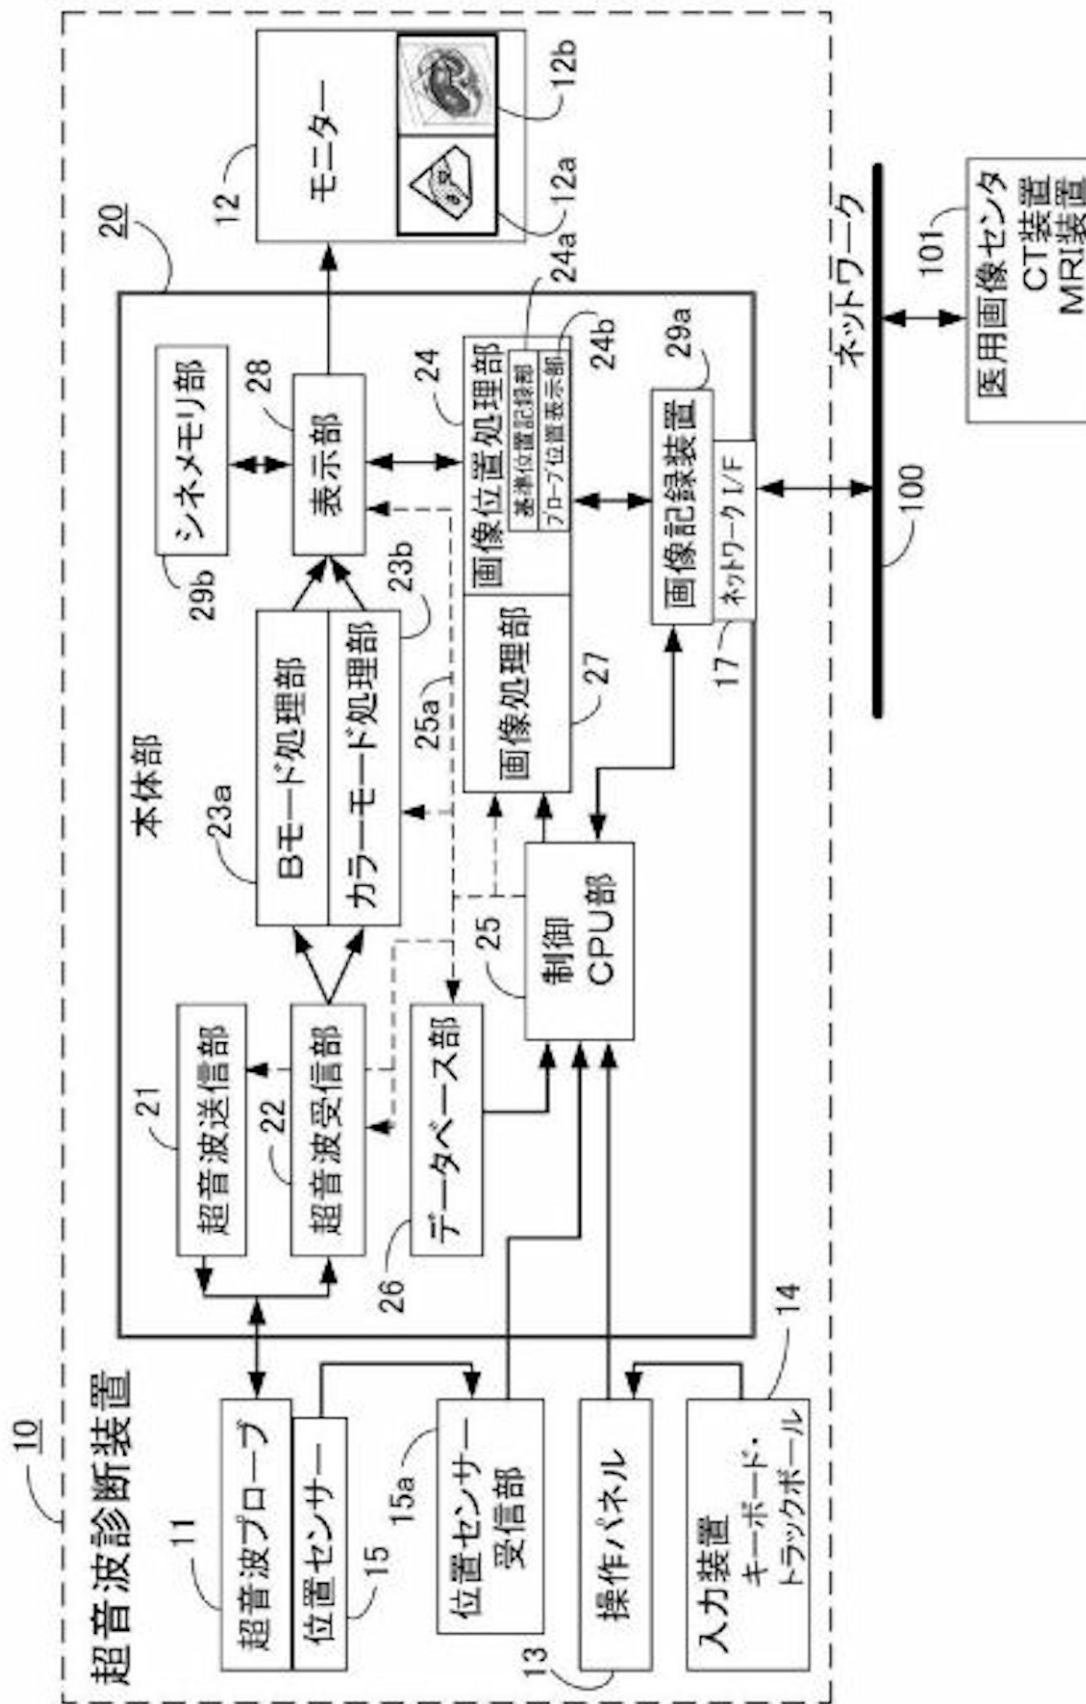 10
超音波診断装置
本体部
20
11
超音波プローブ
位置センサー
15
15a
位置センサー
受信部
13
操作パネル
入力装置
キーボード・
トラックボール
14
21
超音波送信部
22
超音波受信部
26
データベース部
23a
Bモード処理部
カラーモード処理部
23b
25a
25
制御
CPU部
シネメモリ部
29b
28
表示部
24
画像位置処理部
基準位置記録部
プローブ位置表示部
24a
24b
画像処理部
27
29a
画像記録装置
ネットワークI/F
17
12
モニター
12a
12b
ネットワーク
100
101
医用画像センタ
CT装置
MRI装置